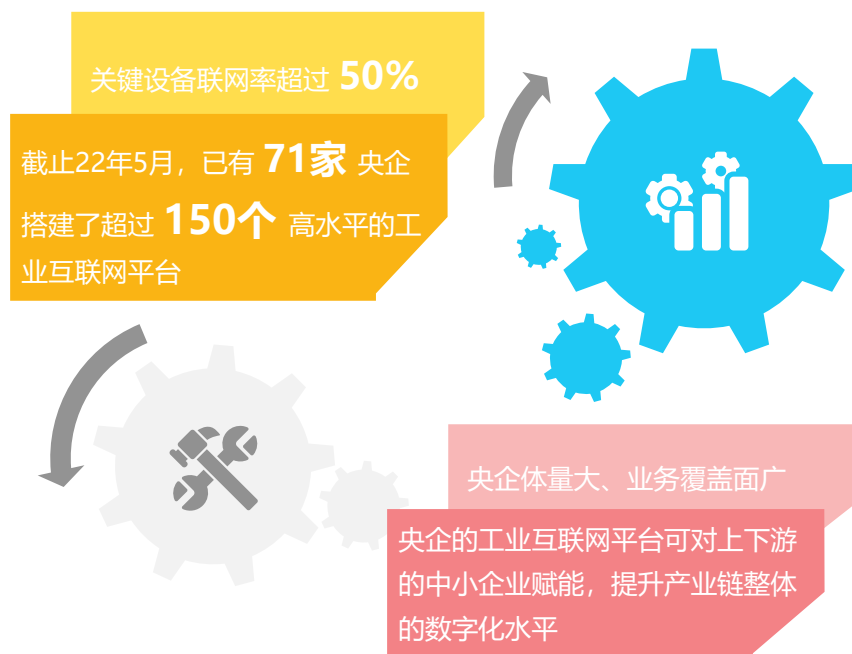 关键设备联网率超过 50%
截止22年5月，已有 71家 央企
搭建了超过 150个 高水平的工
业互联网平台
央企体量大、业务覆盖面广
央企的工业互联网平台可对上下游
的中小企业赋能，提升产业链整体
的数字化水平